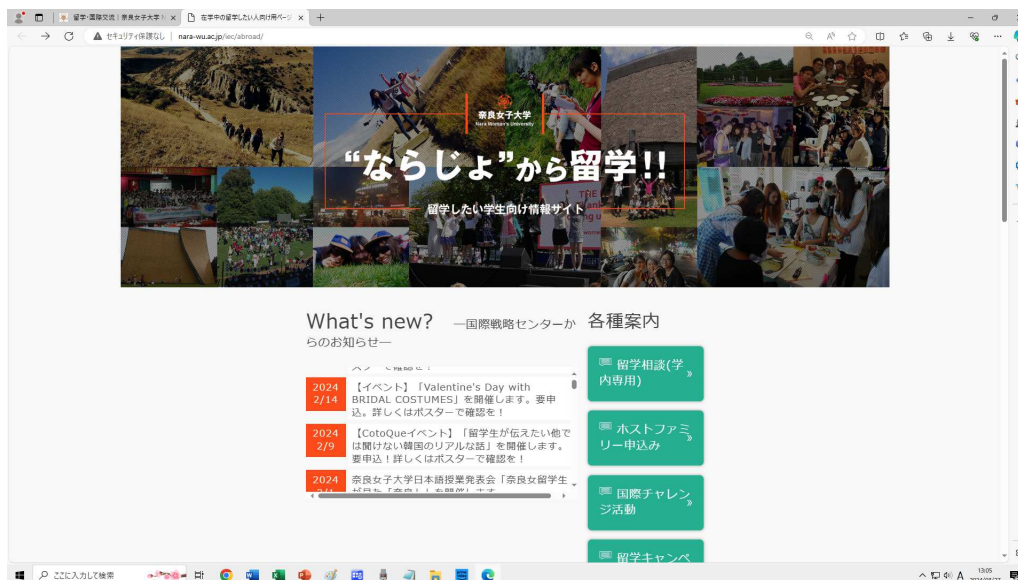 留学・国際交流｜奈良女子大学 N
在学中の留学したい人向け用ページ
セキュリティ保護なし | nara-wu.ac.jp/iec/abroad/
奈良女子大学
Nara Women's University
“ならじょ”から留学!!
留学したい学生向け情報サイト
What's new? ―国際戦略センターか
らのお知らせ―
2024
2/14
【イベント】「Valentine's Day with
BRIDAL COSTUMES」を開催します。要申
込。詳しくはポスターで確認を！
2024
2/9
【CotoQueイベント】「留学生が伝えたい他で
は聞けない韓国のリアルな話」を開催します。
要申込！詳しくはポスターで確認を！
2024
奈良女子大学日本語授業発表会「奈良女留学生
各種案内
留学相談(学
内専用) »
ホストファミ
リー申込み »
国際チャレン
ジ活動 »
留学キャンペ
ここに入力して検索
A
13:05